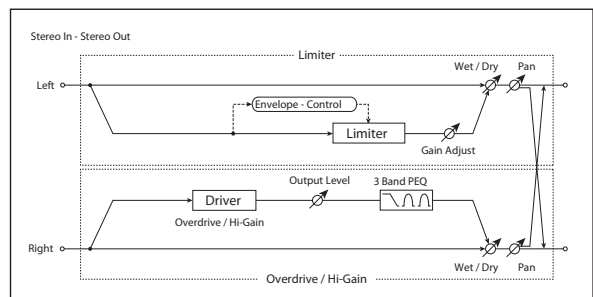 Stereo In - Stereo Out
Limiter
Wet / Dry
Pan
Left
Envelope - Control
Limiter
Gain Adjust
Driver
Output Level
3 Band PEQ
Overdrive / Hi-Gain
Right
Wet / Dry
Pan
Overdrive / Hi-Gain